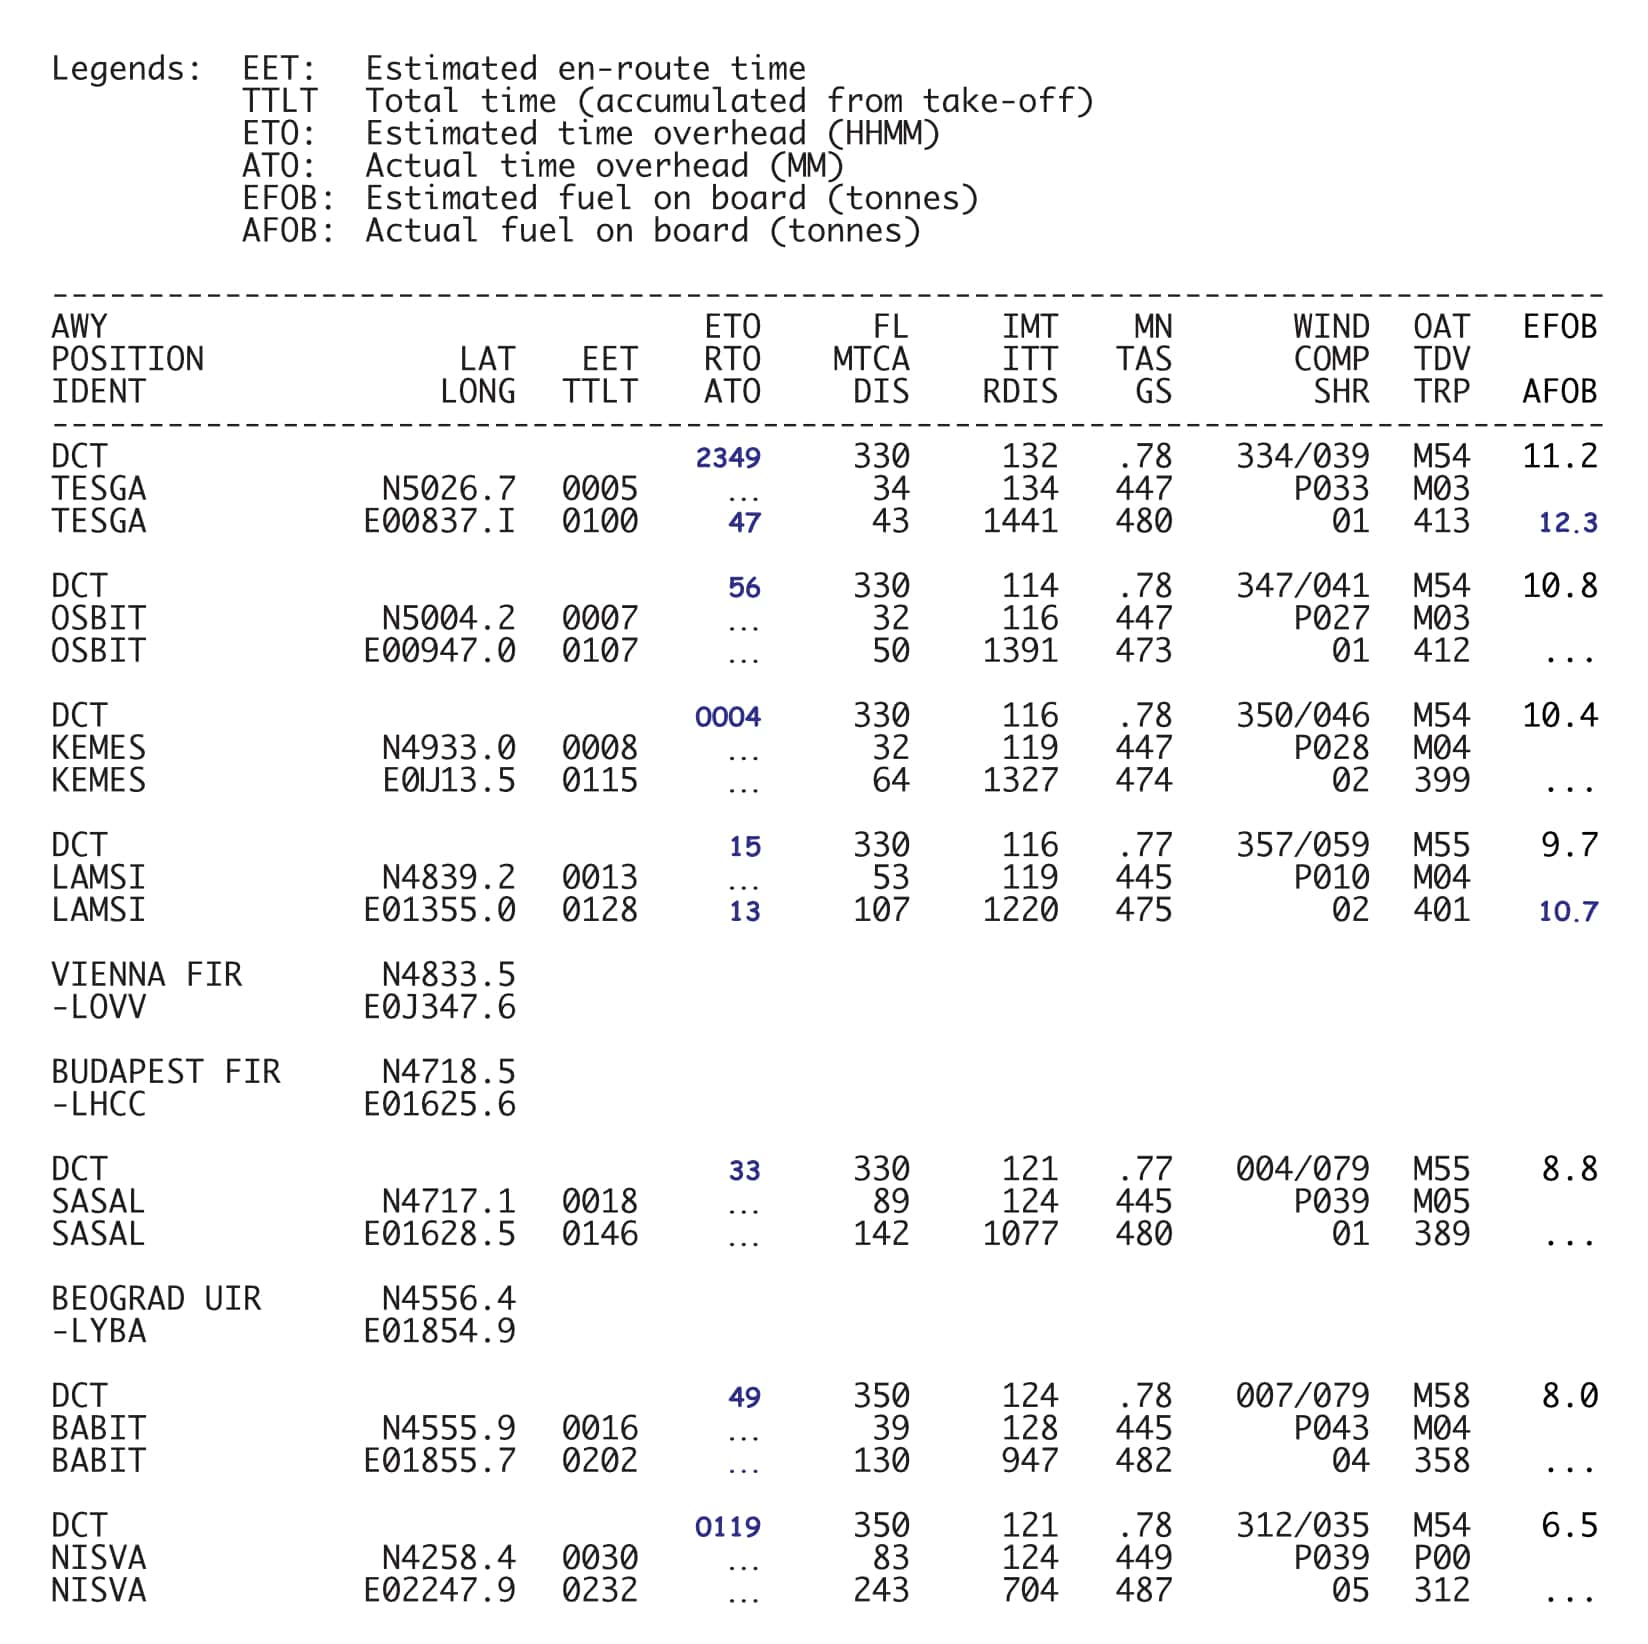 Legends: EET: Estimated en-route time
TTLT Total time (accumulated from take-off)
ETO: Estimated time overhead (HHMM)
ATO: Actual time overhead (MM)
EFOB: Estimated fuel on board (tonnes)
AFOB: Actual fuel on board (tonnes)
--------------------------------------------------------------------------------
AWY ETO FL IMT MN WIND OAT EFOB
POSITION LAT EET RTO MTCA ITT TAS COMP TDV
IDENT LONG TTLT ATO DIS RDIS GS SHR TRP AFOB
--------------------------------------------------------------------------------
DCT 2349 330 132 .78 334/039 M54 11.2
TESGA N5026.7 0005 ... 34 134 447 P033 M03
TESGA E00837.I 0100 47 43 1441 480 01 413 12.3
DCT 56 330 114 .78 347/041 M54 10.8
OSBIT N5004.2 0007 ... 32 116 447 P027 M03
OSBIT E00947.0 0107 ... 50 1391 473 01 412 ...
DCT 0004 330 116 .78 350/046 M54 10.4
KEMES N4933.0 0008 ... 32 119 447 P028 M04
KEMES E0IJ13.5 0115 ... 64 1327 474 02 399 ...
DCT 15 330 116 .77 357/059 M55 9.7
LAMSI N4839.2 0013 ... 53 119 445 P010 M04
LAMSI E01355.0 0128 13 107 1220 475 02 401 10.7
VIENNA FIR N4833.5
-LOVV E0J347.6
BUDAPEST FIR N4718.5
-LHCC E01625.6
DCT 33 330 121 .77 004/079 M55 8.8
SASAL N4717.1 0018 ... 89 124 445 P039 M05
SASAL E01628.5 0146 ... 142 1077 480 01 389 ...
BEOGRAD UIR N4556.4
-LYBA E01854.9
DCT 49 350 124 .78 007/079 M58 8.0
BABIT N4555.9 0016 ... 39 128 445 P043 M04
BABIT E01855.7 0202 ... 130 947 482 04 358 ...
DCT 0119 350 121 .78 312/035 M54 6.5
NISVA N4258.4 0030 ... 83 124 449 P039 P00
NISVA E02247.9 0232 ... 243 704 487 05 312 ...